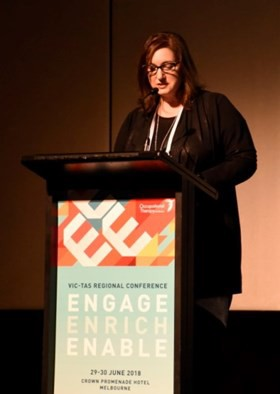 Occupational
Therapy
VIC-TAS REGIONAL CONFERENCE
ENGAGE
ENRICH
ENABLE
29-30 JUNE 2018
CROWN PROMENADE HOTEL
MELBOURNE